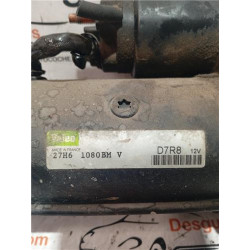 Valeo
MADE IN FRANCE
D7R8 12V
27H6 1080BM V